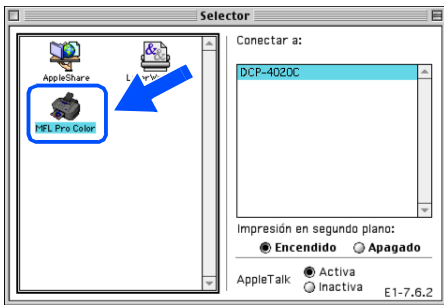 Selector
AppleShare
MFL Pro Color
Conectar a:
DCP-4020C
Impresión en segundo plano:
Encendido Apagado
AppleTalk
Activa
Inactiva
E1-7.6.2